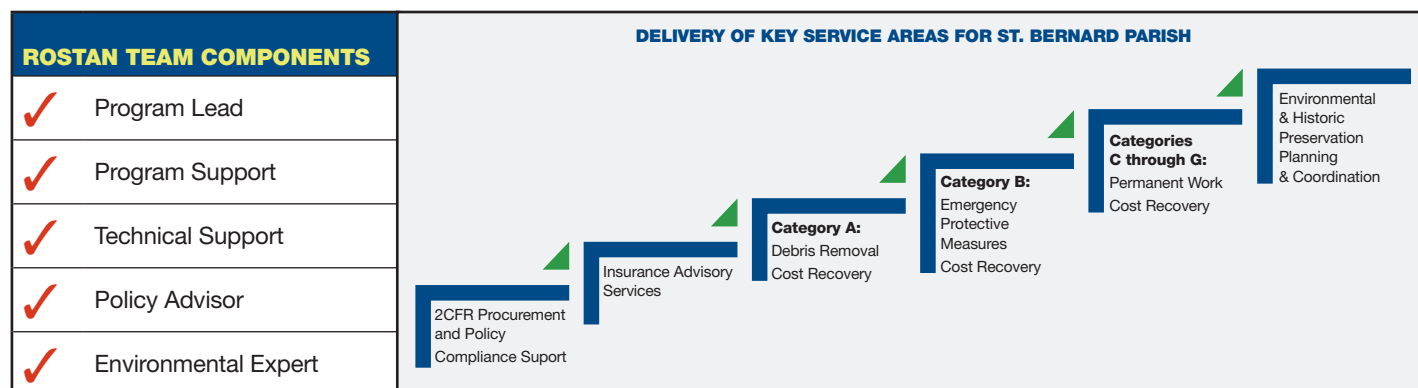 ROSTAN TEAM COMPONENTS
Program Lead
Program Support
Technical Support
Policy Advisor
Environmental Expert
DELIVERY OF KEY SERVICE AREAS FOR ST. BERNARD PARISH
2CFR Procurement
and Policy
Compliance Suport
Insurance Advisory
Services
Category A:
Debris Removal
Cost Recovery
Category B:
Emergency
Protective
Measures
Cost Recovery
Categories
C through G:
Permanent Work
Cost Recovery
Environmental
& Historic
Preservation
Planning
& Coordination